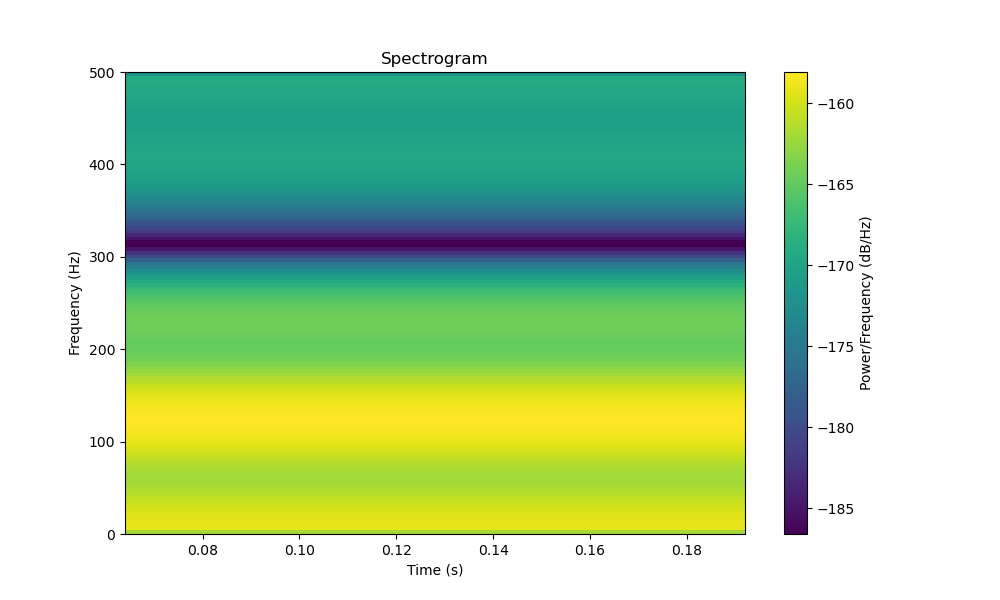 Spectrogram
500
400
300
200
100
0
Frequency (Hz)
0.08 0.10 0.12 0.14 0.16 0.18
Time (s)
−160
−165
−170
−175
−180
−185
Power/Frequency (dB/Hz)